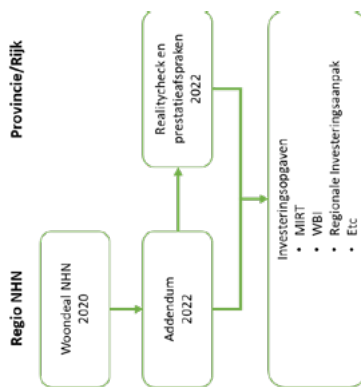 Regio NHN
Provincie/Rijk
Woondeal NHN
2020
Addendum
2022
Realitycheck en
prestatieafspraken
2022
Investeringsopgaven
• MIRT
• WBI
• Regionale Investeringsaanpak
• Etc